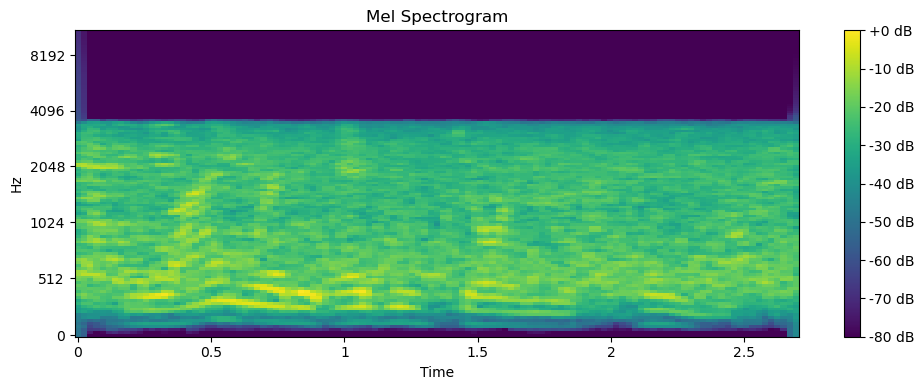 Mel Spectrogram
Hz
8192
4096
2048
1024
512
0
0
0.5
1
1.5
2
2.5
Time
+0 dB
-10 dB
-20 dB
-30 dB
-40 dB
-50 dB
-60 dB
-70 dB
-80 dB